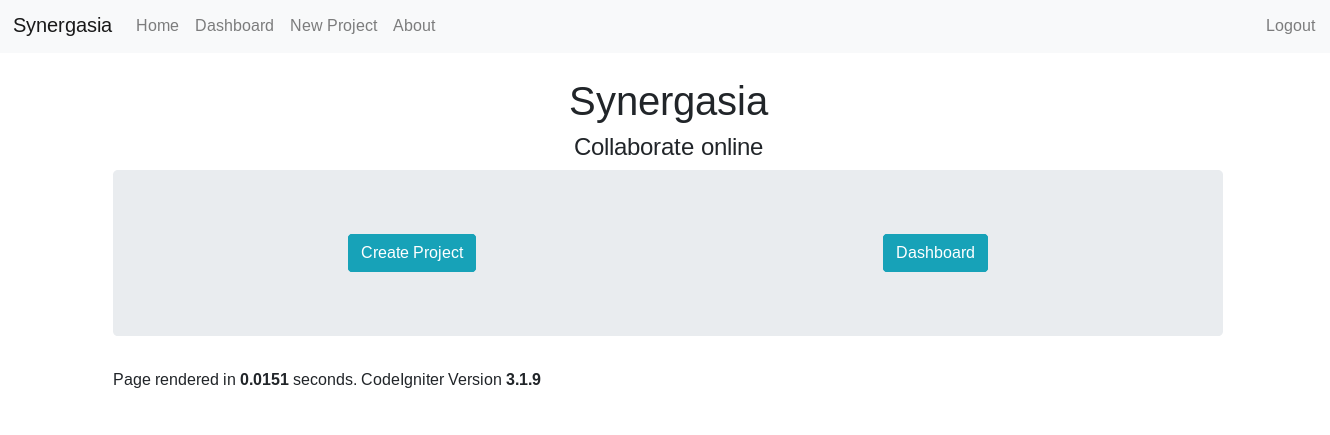 Synergasia Home Dashboard New Project About Logout
Synergasia
Collaborate online
Create Project Dashboard
Page rendered in 0.0151 seconds. CodeIgniter Version 3.1.9